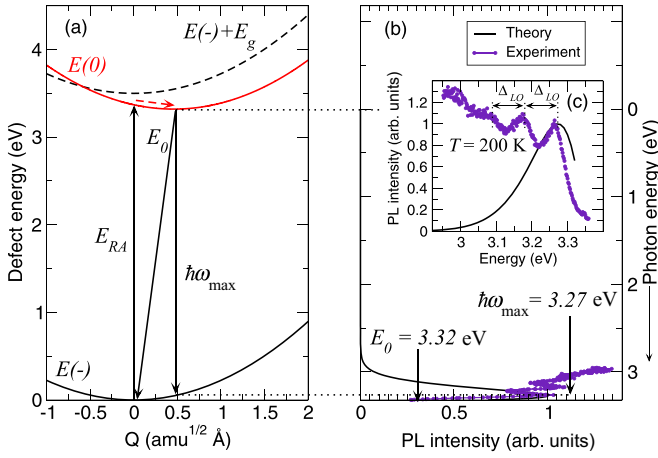 (a)
E(-)+E_g
E(0)
E_0
E_RA
ħω_max
E(-)
Defect energy (eV)
4
3
2
1
0
-1
-0.5
0
0.5
1
1.5
2
Q (amu^1/2 Å)
(b)
Theory
Experiment
Δ_LO
Δ_LO
(c)
T = 200 K
PL intensity (arb. units)
1.2
1
0.8
0.6
0.4
0.2
0
3
3.1
3.2
3.3
Energy (eV)
ħω_max = 3.27 eV
E_0 = 3.32 eV
0
1
2
3
Photon energy (eV)
0
0.5
1
PL intensity (arb. units)